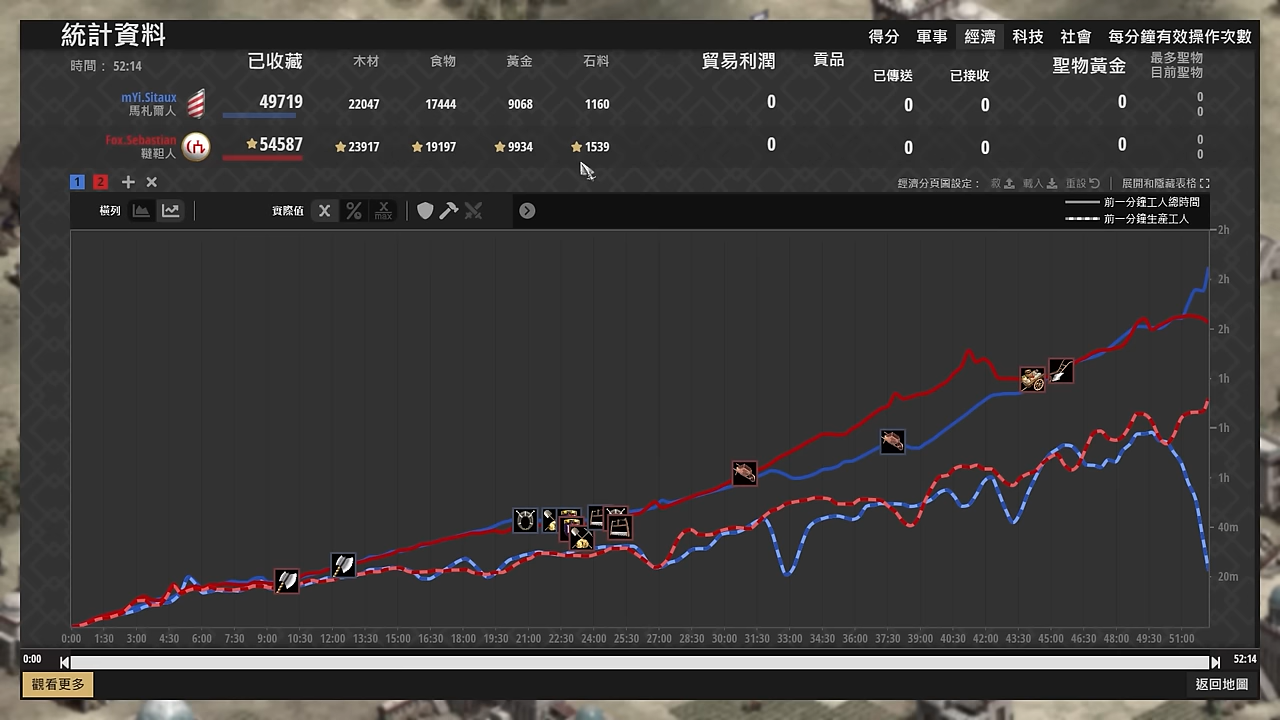 統計資料
得分 軍事 經濟 科技 社會 每分鐘有效操作次數
時間： 52:14
已收藏 木材 食物 黃金 石料 貿易利潤 貢品 已傳送 已接收 聖物黃金 最多聖物 目前聖物
mYi.Sitaux
馬札爾人
49719 22047 17444 9068 1160 0 0 0 0 0
0
Fox.Sebastian
韃靼人
54587 23917 19197 9934 1539 0 0 0 0 0
0
1 2
經濟分頁圖設定： 載入 重設 展開和隱藏表格
橫列 實際值 X % X max
前一分鐘工人總時間
前一分鐘生產工人
2h
2h
2h
1h
1h
1h
40m
20m
0:00 1:30 3:00 4:30 6:00 7:30 9:00 10:30 12:00 13:30 15:00 16:30 18:00 19:30 21:00 22:30 24:00 25:30 27:00 28:30 30:00 31:30 33:00 34:30 36:00 37:30 39:00 40:30 42:00 43:30 45:00 46:30 48:00 49:30 51:00
0:00 52:14
觀看更多 返回地圖